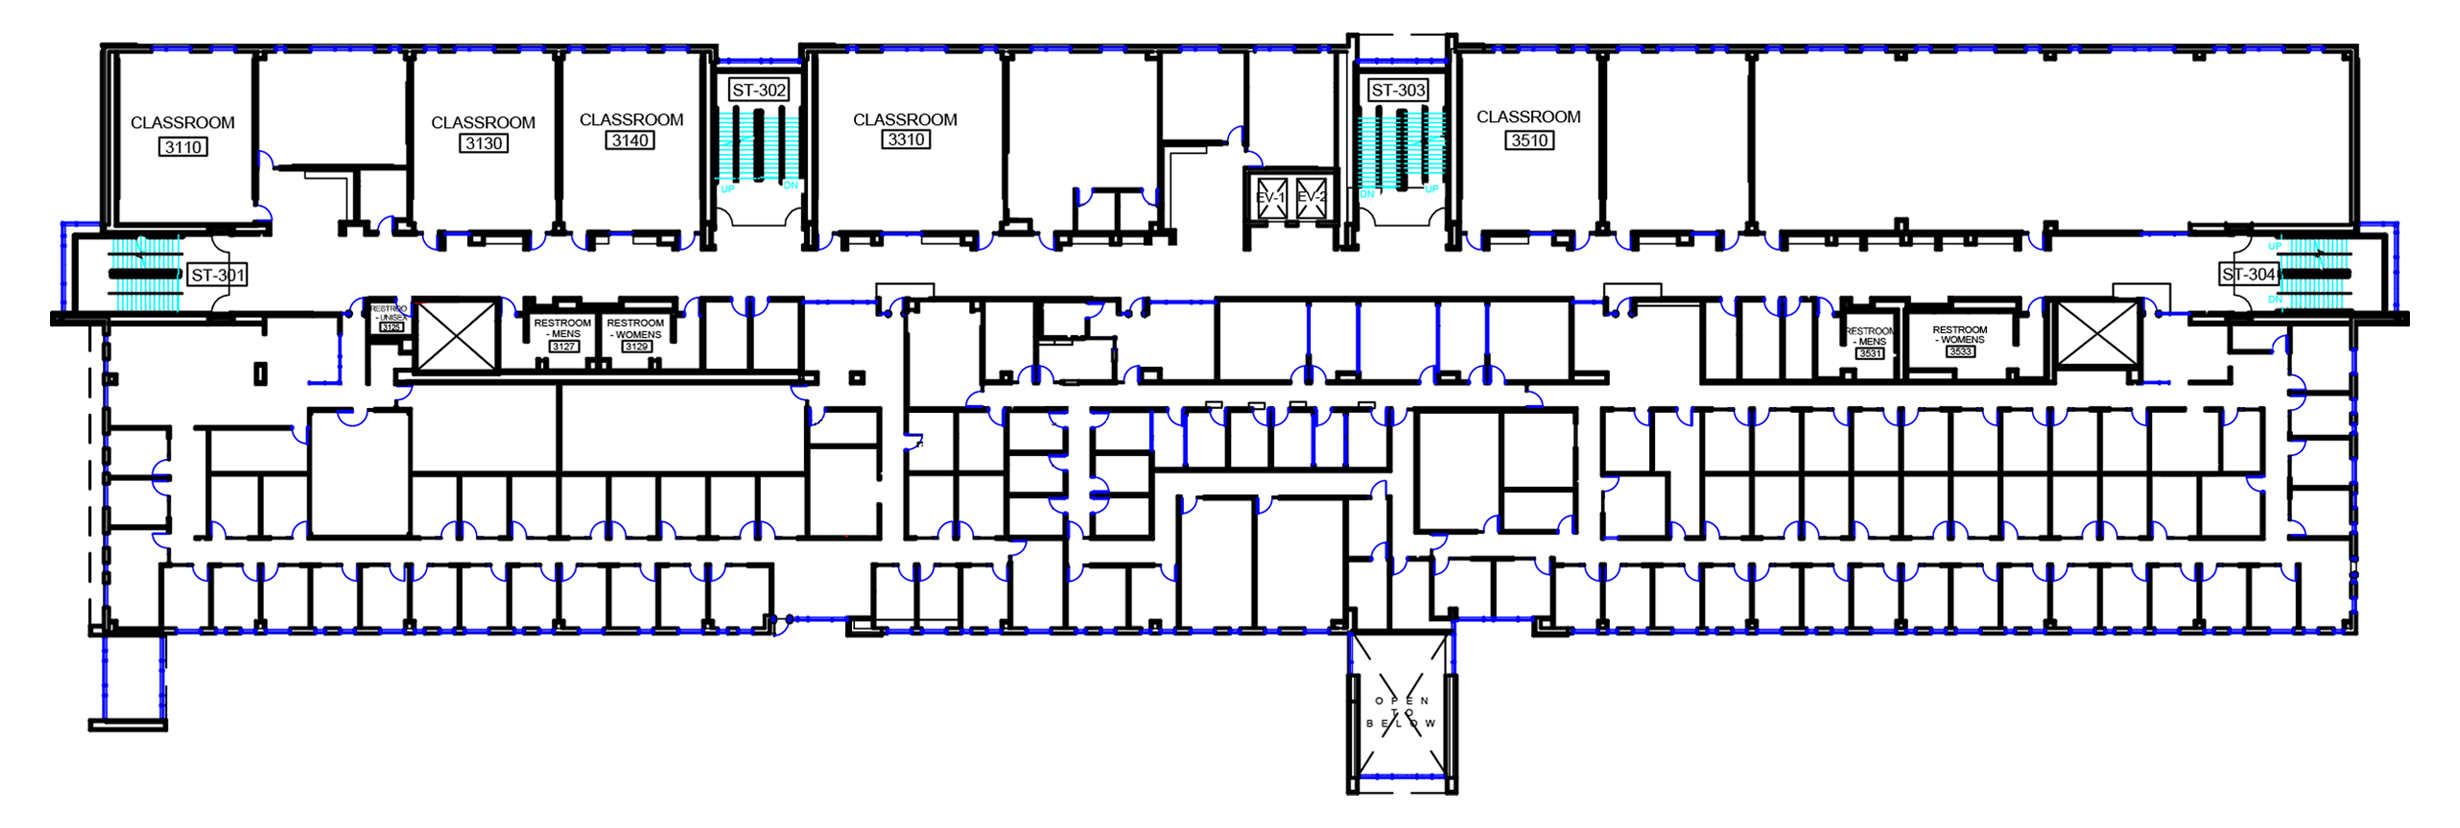 CLASSROOM
3110
CLASSROOM
3130
CLASSROOM
3140
ST-302
UP
DN
CLASSROOM
3310
EV-1
EV-2
ST-303
DN
UP
CLASSROOM
3510
ST-301
ST-304
UP
DN
RESTROO
- UNISEX
3125
RESTROOM
- MENS
3127
RESTROOM
- WOMENS
3129
RESTROOM
- MENS
3531
RESTROOM
- WOMENS
3533
OPEN
TO
BELOW